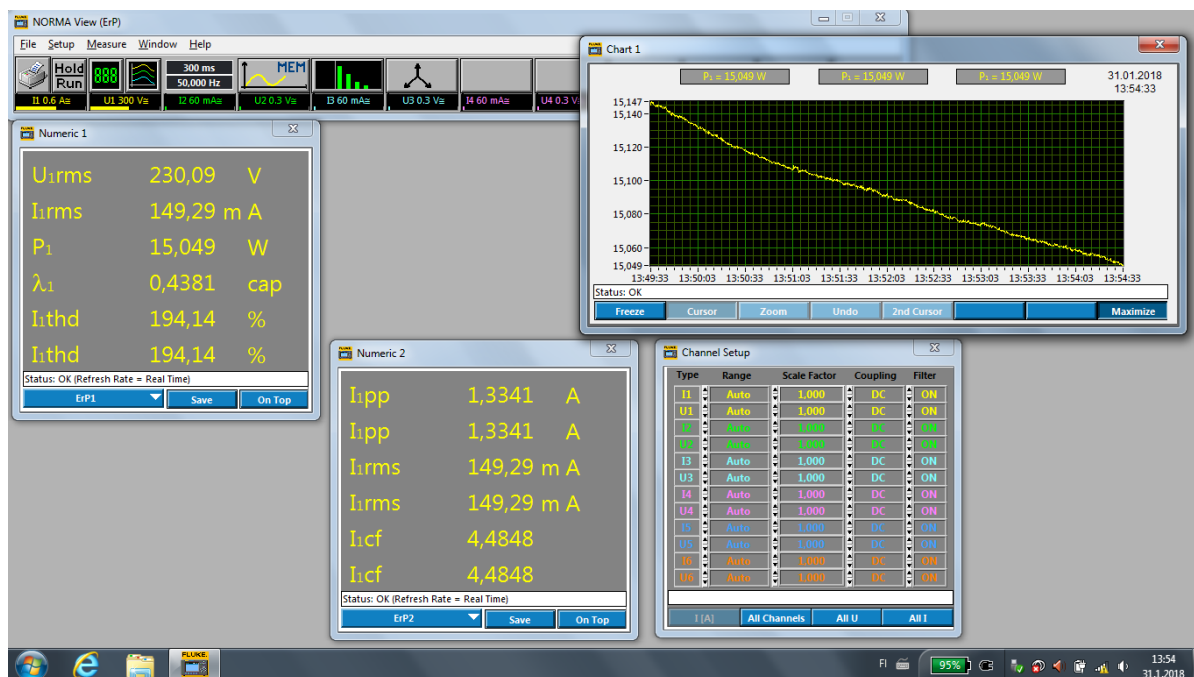 FLUKE. NORMA View (ErP)
File Setup Measure Window Help
Hold Run 888 300 ms 50,000 Hz MEM
I1 0.6 A≅ U1 300 V≅ I2 60 mA≅ U2 0.3 V≅ I3 60 mA≅ U3 0.3 V≅ I4 60 mA≅ U4 0.3 V≅
FLUKE. Chart 1
P₁ = 15,049 W P₁ = 15,049 W P₁ = 15,049 W 31.01.2018
13:54:33
15,147
15,140
15,120
15,100
15,080
15,060
15,049
13:49:33 13:50:03 13:50:33 13:51:03 13:51:33 13:52:03 13:52:33 13:53:03 13:53:33 13:54:03 13:54:33
Status: OK
Freeze Cursor Zoom Undo 2nd Cursor Maximize
FLUKE. Numeric 1
U₁rms 230,09 V
I₁rms 149,29 m A
P₁ 15,049 W
λ₁ 0,4381 cap
I₁thd 194,14 %
I₁thd 194,14 %
Status: OK (Refresh Rate = Real Time)
ErP1 Save On Top
FLUKE. Numeric 2
I₁pp 1,3341 A
I₁pp 1,3341 A
I₁rms 149,29 m A
I₁rms 149,29 m A
I₁cf 4,4848
I₁cf 4,4848
Status: OK (Refresh Rate = Real Time)
ErP2 Save On Top
FLUKE. Channel Setup
Type Range Scale Factor Coupling Filter
I1 Auto 1,000 DC ON
U1 Auto 1,000 DC ON
I2 Auto 1,000 DC ON
U2 Auto 1,000 DC ON
I3 Auto 1,000 DC ON
U3 Auto 1,000 DC ON
I4 Auto 1,000 DC ON
U4 Auto 1,000 DC ON
I5 Auto 1,000 DC ON
U5 Auto 1,000 DC ON
I6 Auto 1,000 DC ON
U6 Auto 1,000 DC ON
I [A] All Channels All U All I
FLUKE.
FI 95% 13:54
31.1.2018